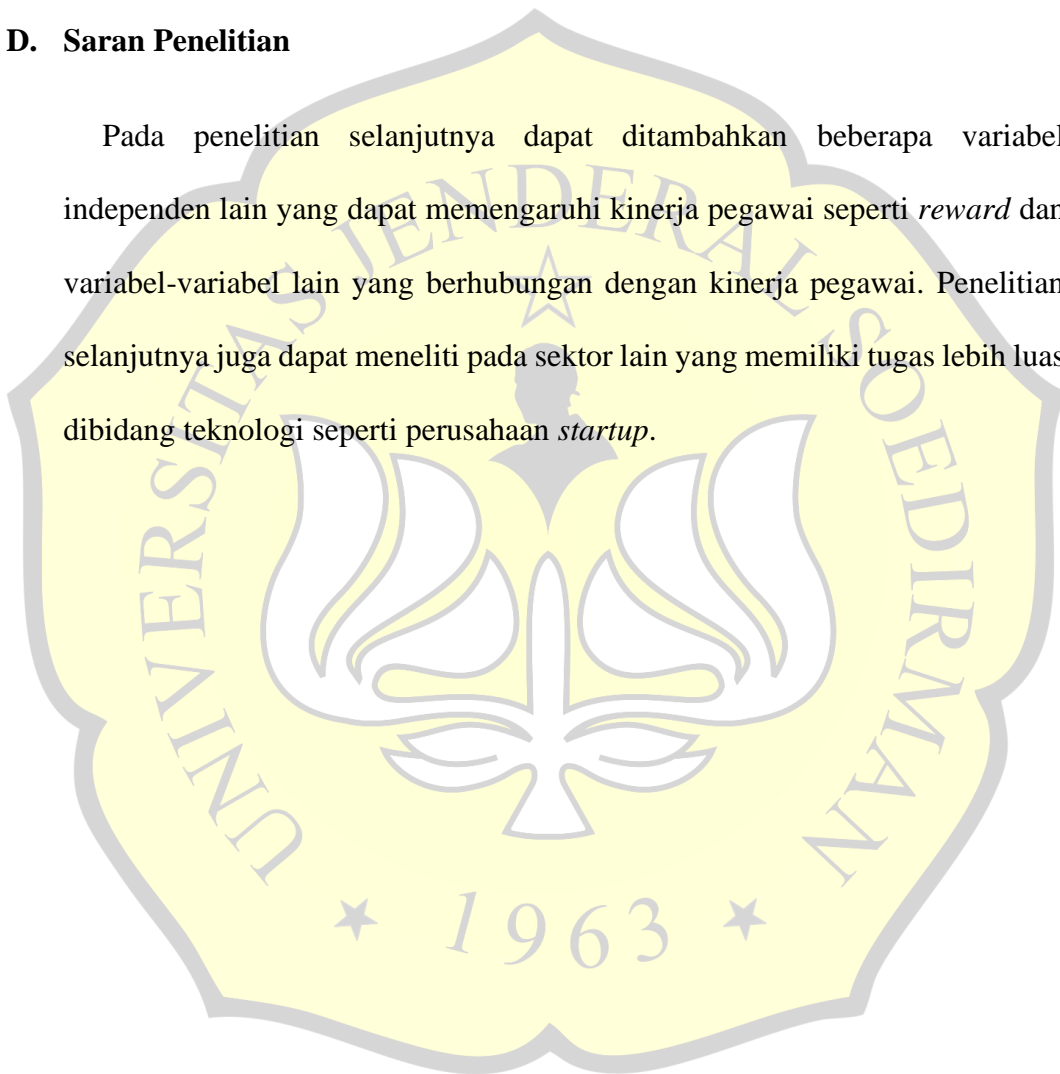 D. Saran Penelitian
Pada penelitian selanjutnya dapat ditambahkan beberapa variabel
independen lain yang dapat memengaruhi kinerja pegawai seperti reward dan
variabel-variabel lain yang berhubungan dengan kinerja pegawai. Penelitian
selanjutnya juga dapat meneliti pada sektor lain yang memiliki tugas lebih luas
dibidang teknologi seperti perusahaan startup.
UNIVERSITAS JENDERAL SOEDIRMAN
1963